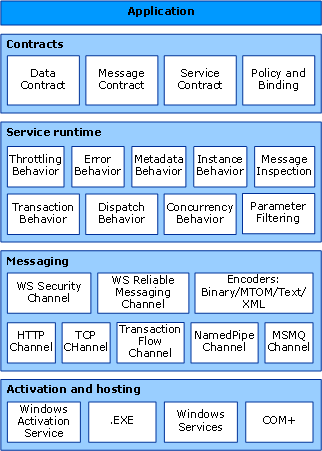 Application
Contracts
Data
Contract
Message
Contract
Service
Contract
Policy and
Binding
Service runtime
Throttling
Behavior
Error
Behavior
Metadata
Behavior
Instance
Behavior
Message
Inspection
Transaction
Behavior
Dispatch
Behavior
Concurrency
Behavior
Parameter
Filtering
Messaging
WS Security
Channel
WS Reliable
Messaging
Channel
Encoders:
Binary/MTOM/Text/
XML
HTTP
Channel
TCP
CHannel
Transaction
Flow
Channel
NamedPipe
Channel
MSMQ
Channel
Activation and hosting
Windows
Activation
Service
.EXE
Windows
Services
COM+